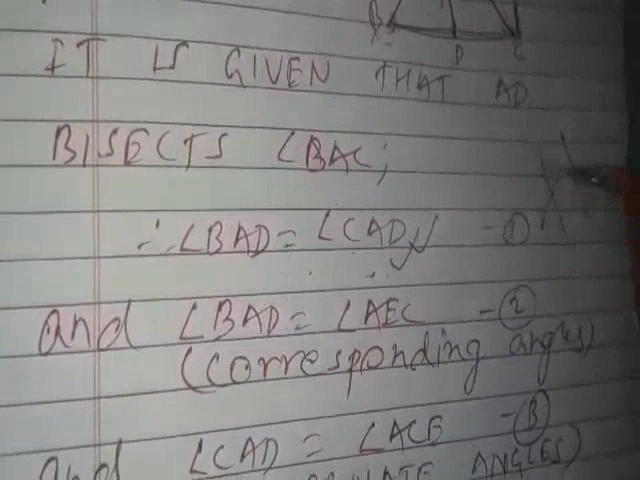 B D C
IT IS GIVEN THAT AD
BISECTS ∠BAC;
∴ ∠BAD = ∠CAD -①
and ∠BAD = ∠AEC -②
(Corresponding angles)
and ∠CAD = ∠ACE -③
ANGLES)